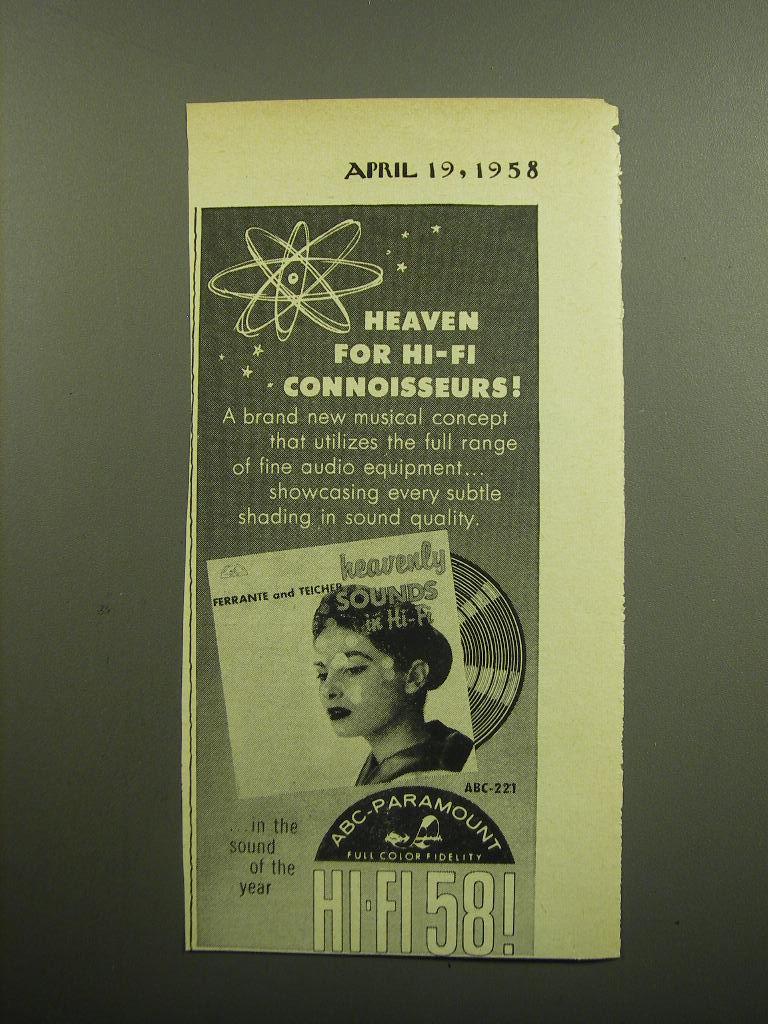 APRIL 19, 1958
HEAVEN
FOR HI-FI
CONNOISSEURS!
A brand new musical concept
that utilizes the full range
of fine audio equipment...
showcasing every subtle
shading in sound quality.
heavenly
FERRANTE and TEICHER
SOUNDS
in Hi-Fi
ABC-221
...in the
sound
of the
year
ABC-PARAMOUNT
FULL COLOR FIDELITY
HI-FI 58!